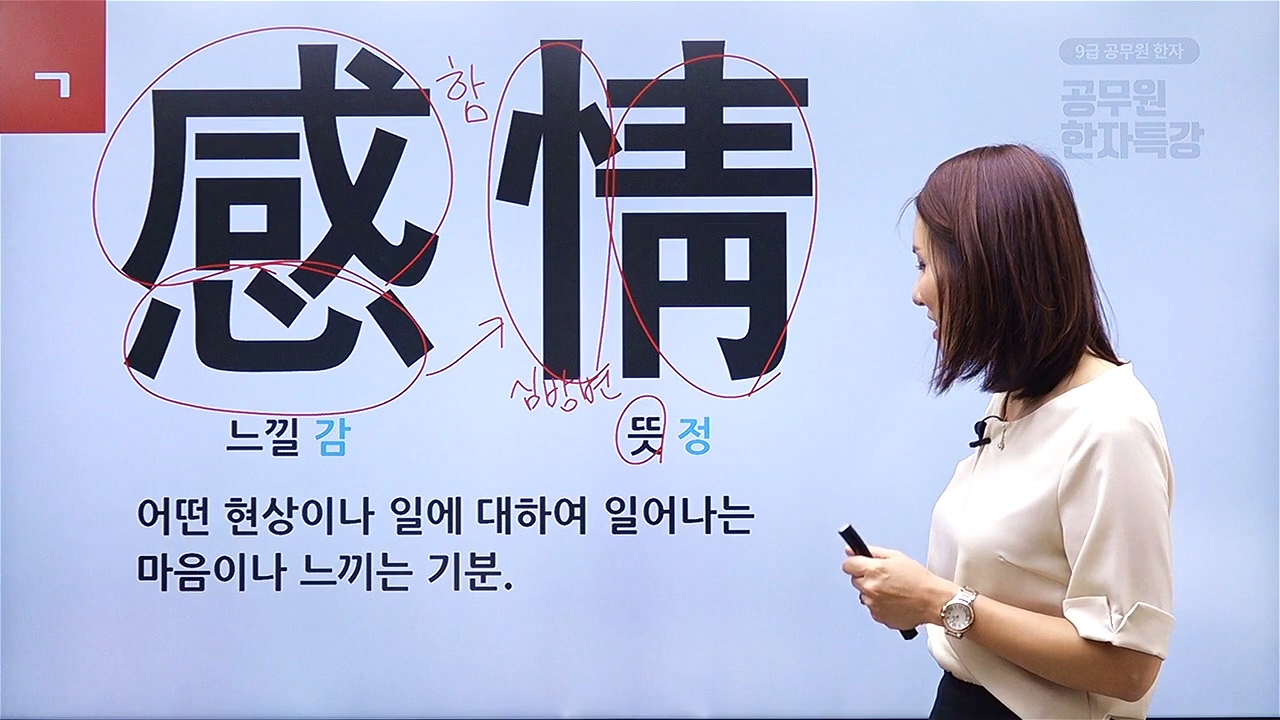 ㄱ
9급 공무원 한자
공무원
한자특강
感 情
함
심방변
느낄 감 뜻 정
어떤 현상이나 일에 대하여 일어나는
마음이나 느끼는 기분.